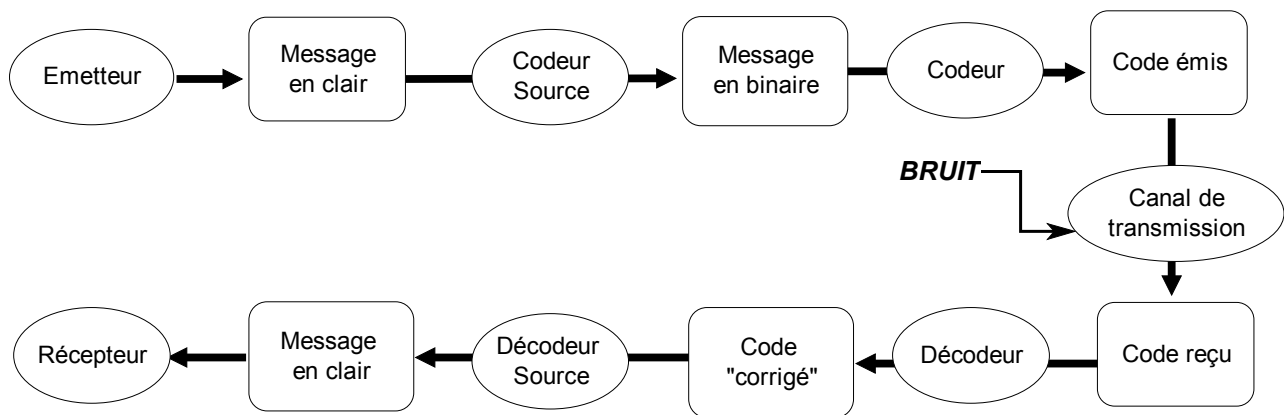 Emetteur
Message
en clair
Codeur
Source
Message
en binaire
Codeur
Code émis
BRUIT
Canal de
transmission
Récepteur
Message
en clair
Décodeur
Source
Code
"corrigé"
Décodeur
Code reçu